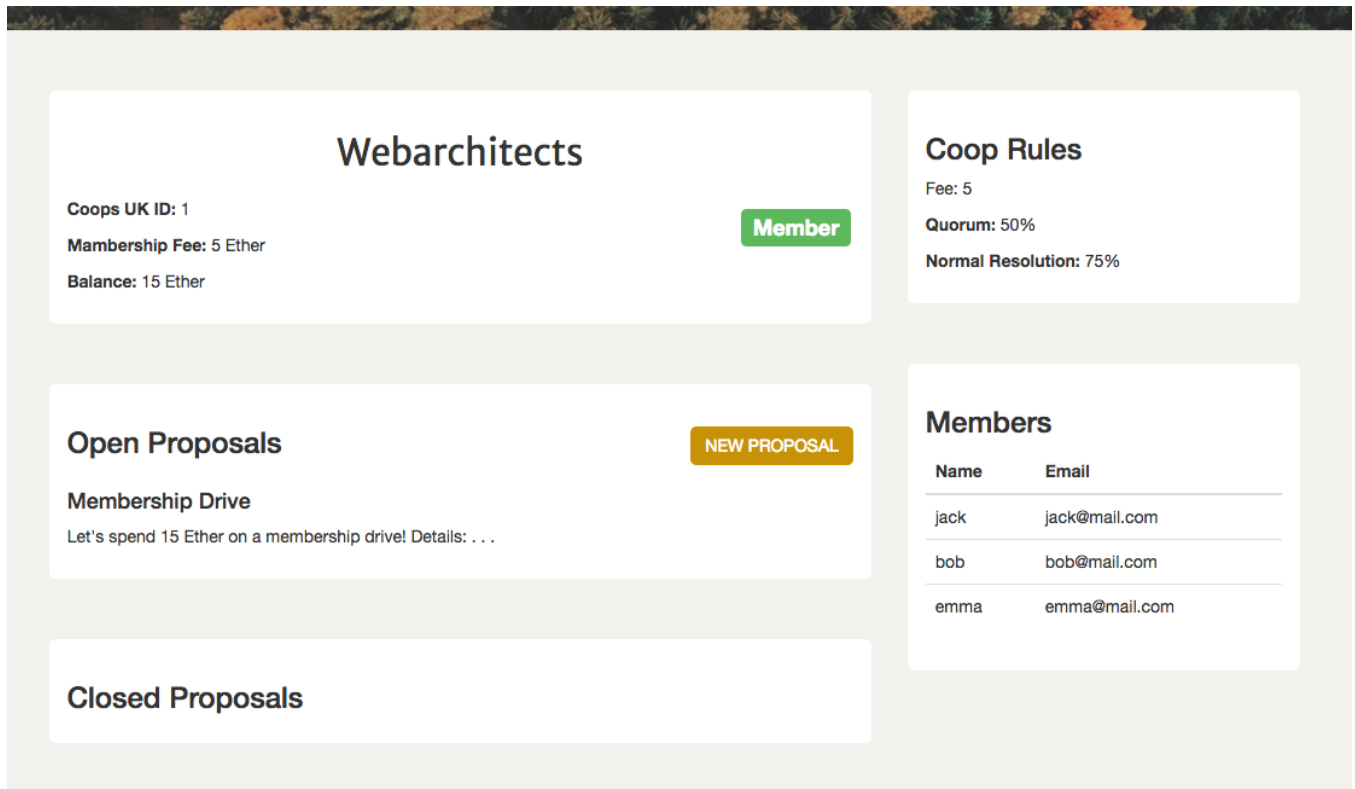 Webarchitects
Coops UK ID: 1
Mambership Fee: 5 Ether
Balance: 15 Ether
Member
Open Proposals
NEW PROPOSAL
Membership Drive
Let's spend 15 Ether on a membership drive! Details: . . .
Closed Proposals
Coop Rules
Fee: 5
Quorum: 50%
Normal Resolution: 75%
Members
Name Email
jack jack@mail.com
bob bob@mail.com
emma emma@mail.com